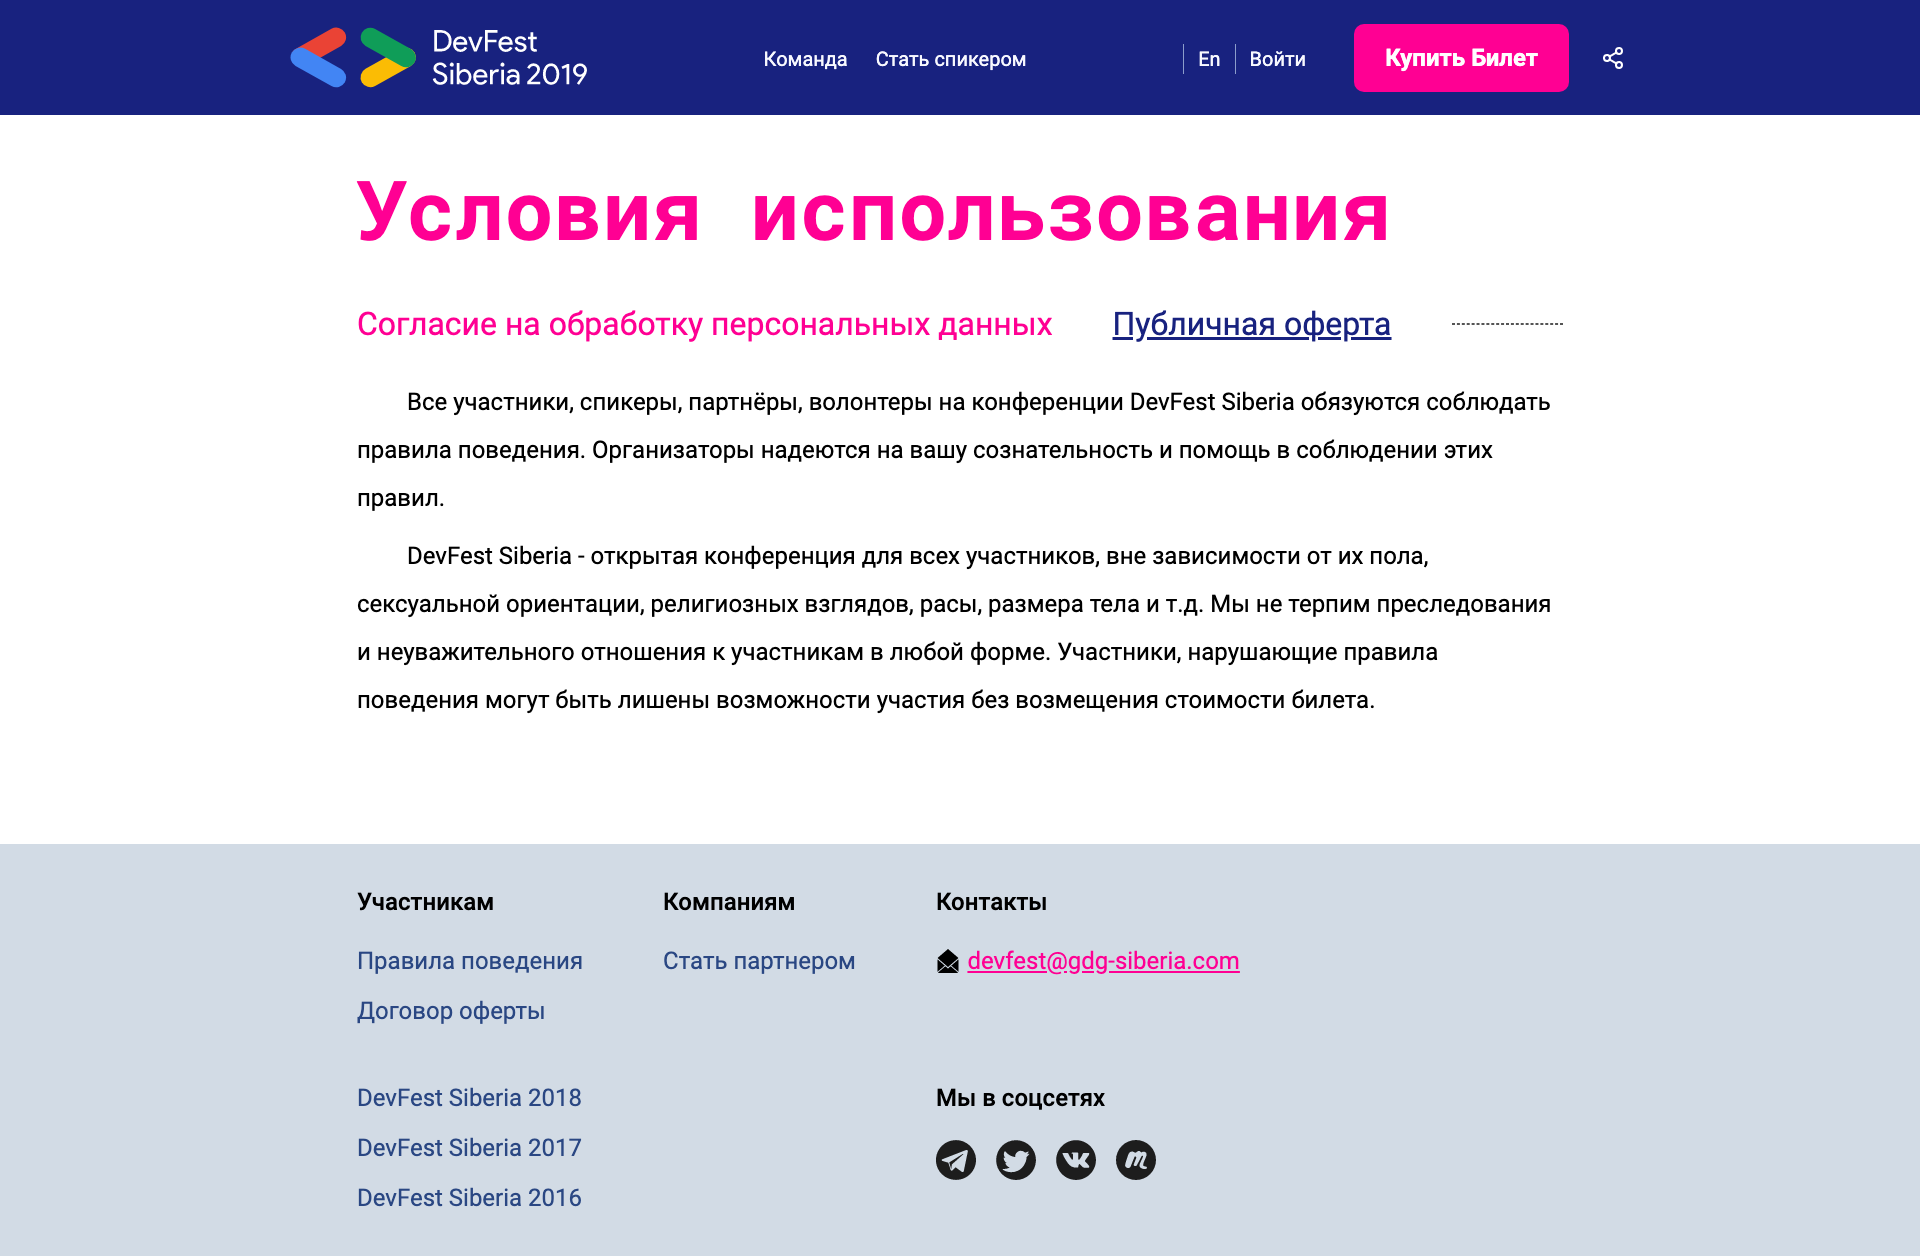 DevFest
Siberia 2019
Команда
Стать спикером
En
Войти
Купить Билет
Условия использования
Согласие на обработку персональных данных
Публичная оферта
Все участники, спикеры, партнёры, волонтеры на конференции DevFest Siberia обязуются соблюдать
правила поведения. Организаторы надеются на вашу сознательность и помощь в соблюдении этих
правил.
DevFest Siberia - открытая конференция для всех участников, вне зависимости от их пола,
сексуальной ориентации, религиозных взглядов, расы, размера тела и т.д. Мы не терпим преследования
и неуважительного отношения к участникам в любой форме. Участники, нарушающие правила
поведения могут быть лишены возможности участия без возмещения стоимости билета.
Участникам
Правила поведения
Договор оферты
DevFest Siberia 2018
DevFest Siberia 2017
DevFest Siberia 2016
Компаниям
Стать партнером
Контакты
devfest@gdg-siberia.com
Мы в соцсетях